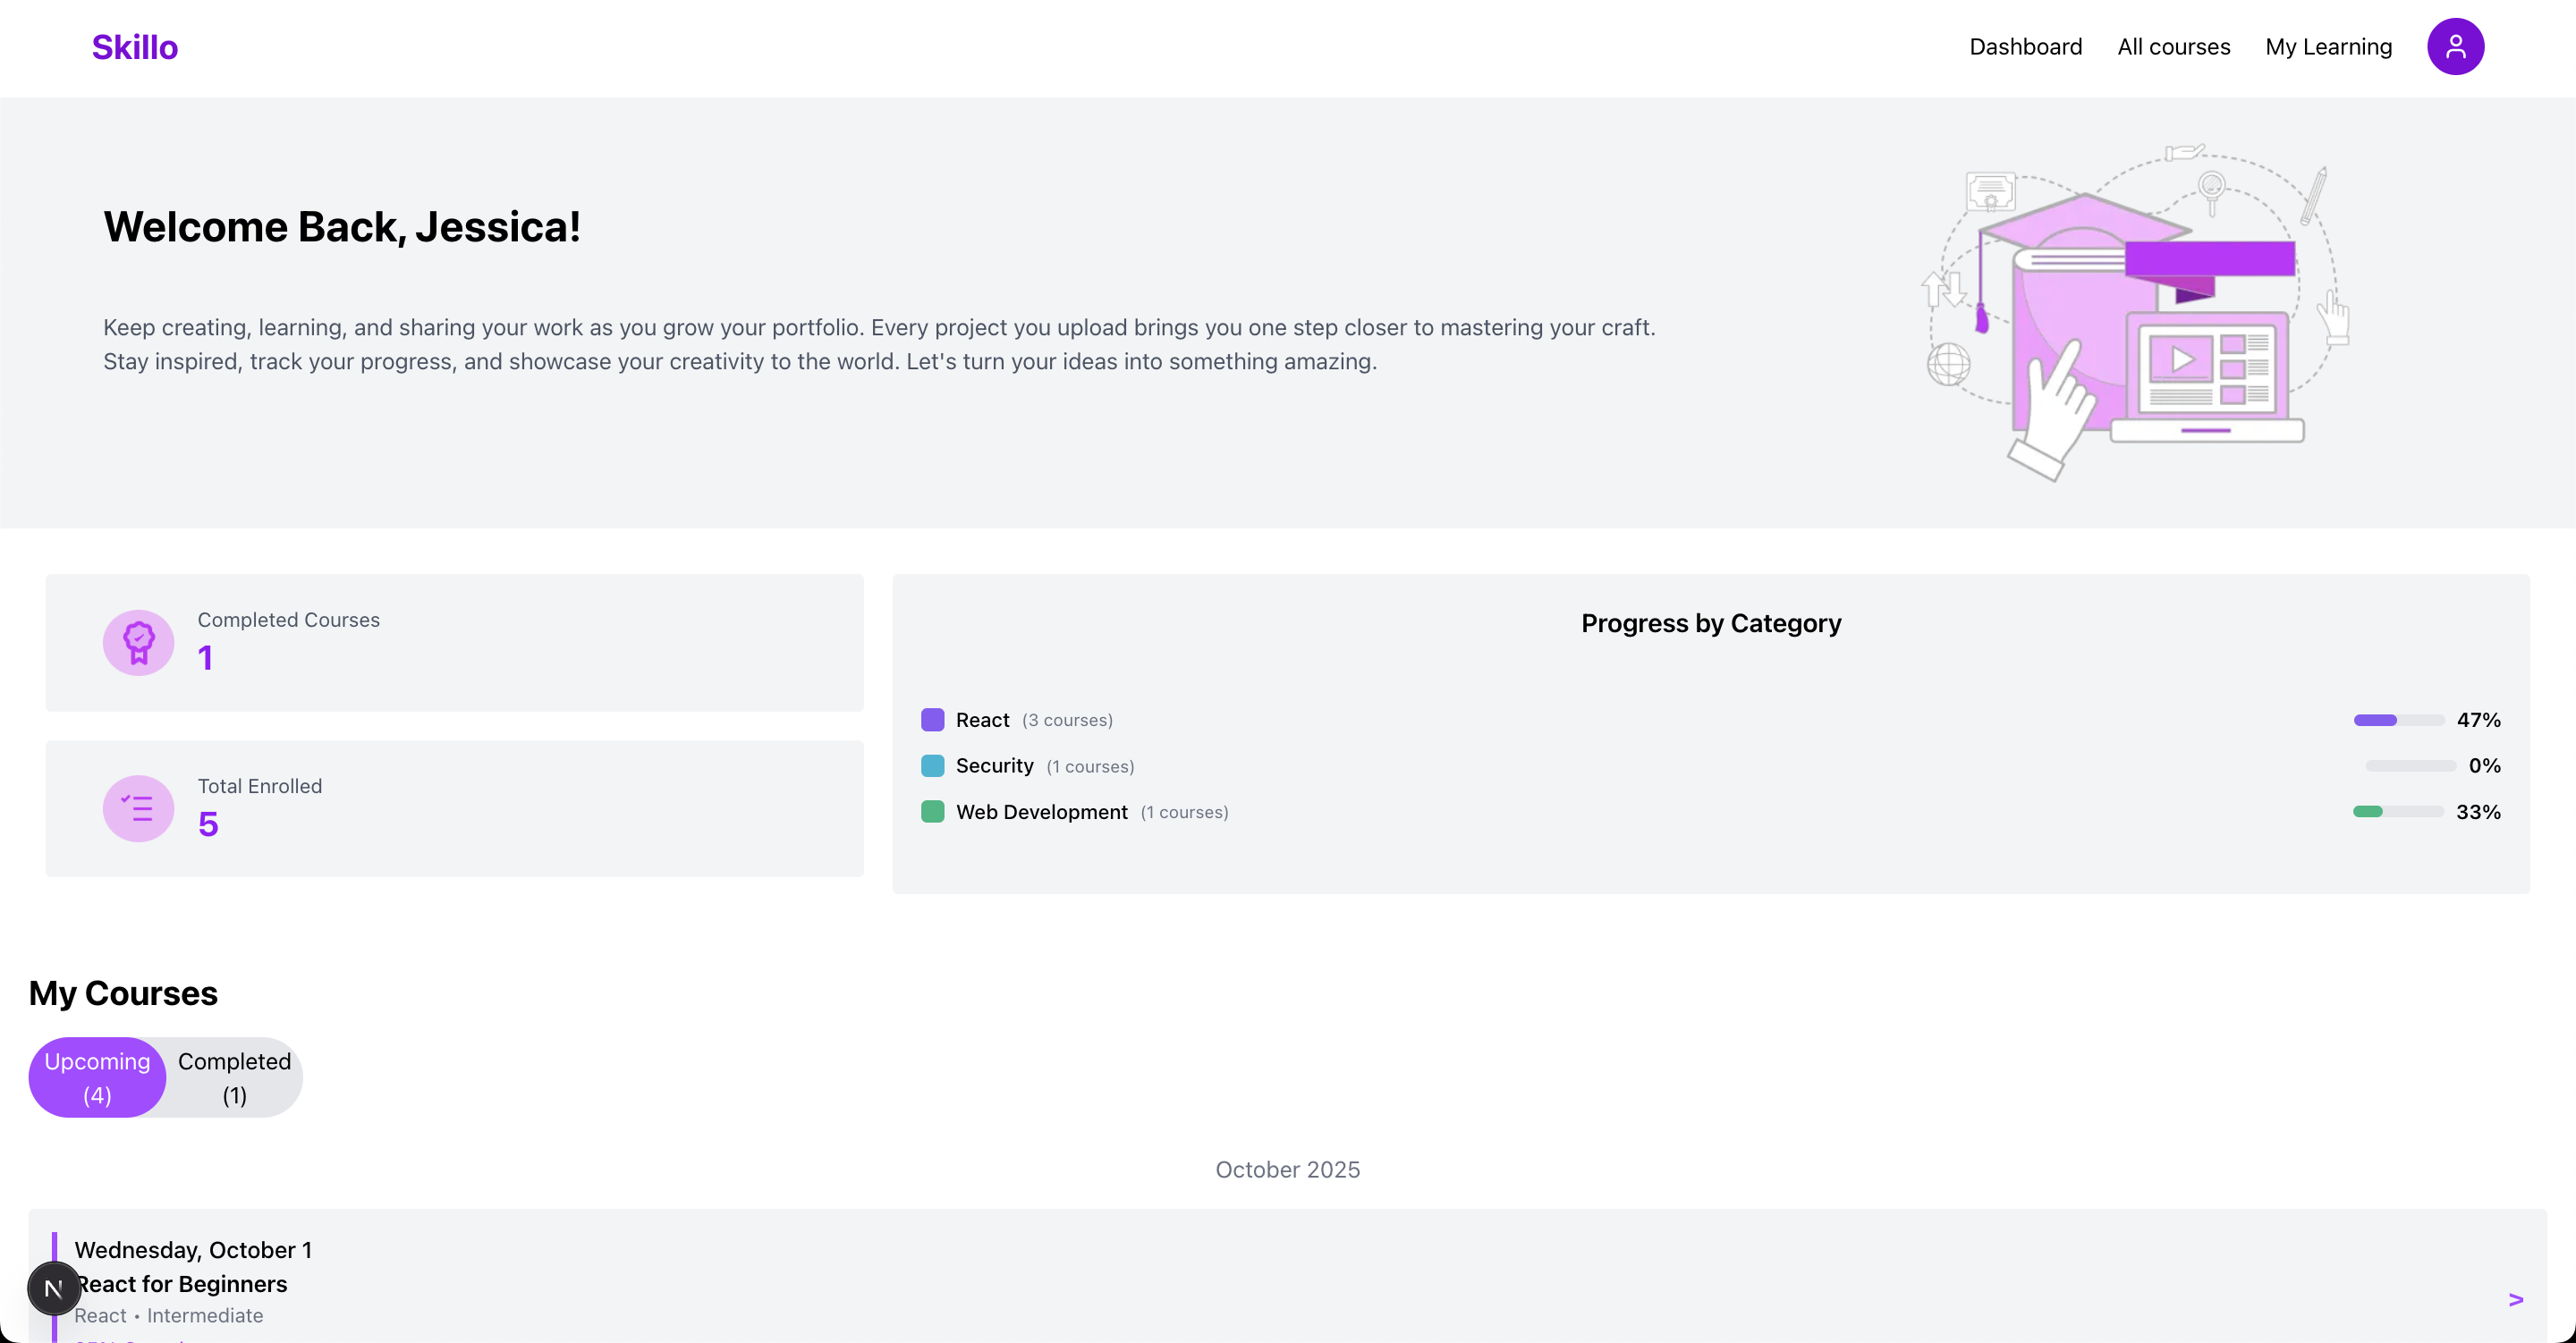 Skillo
Dashboard
All courses
My Learning
Welcome Back, Jessica!
Keep creating, learning, and sharing your work as you grow your portfolio. Every project you upload brings you one step closer to mastering your craft.
Stay inspired, track your progress, and showcase your creativity to the world. Let's turn your ideas into something amazing.
Completed Courses
1
Total Enrolled
5
Progress by Category
React (3 courses) 47%
Security (1 courses) 0%
Web Development (1 courses) 33%
My Courses
Upcoming
(4)
Completed
(1)
October 2025
Wednesday, October 1
React for Beginners
React • Intermediate
>
N